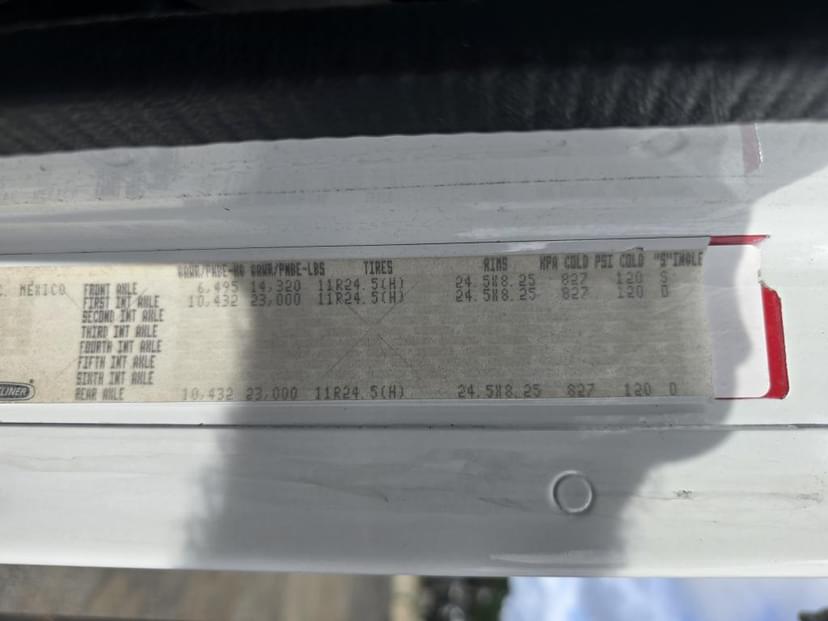 GAWR/PNBE-KG GAWR/PNBE-LBS TIRES RIMS KPA COLD PSI COLD "S"INGLE
MEXICO FRONT AXLE 6,495 14,320 11R24.5(H) 24.5X8.25 827 120 S
FIRST INT AXLE 10,432 23,000 11R24.5(H) 24.5X8.25 827 120 D
SECOND INT AXLE
THIRD INT AXLE
FOURTH INT AXLE
FIFTH INT AXLE
SIXTH INT AXLE
REAR AXLE 10,432 23,000 11R24.5(H) 24.5X8.25 827 120 D
LINER